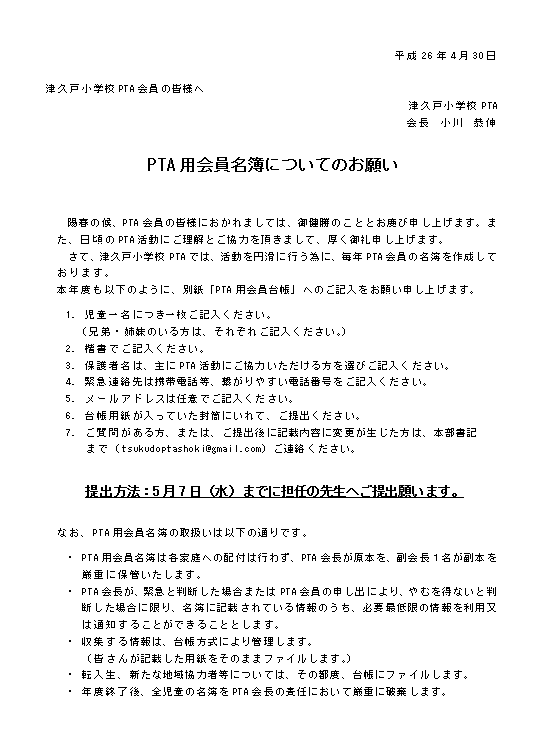 平成 26 年 4 月 30 日
津久戸小学校 PTA 会員の皆様へ
津久戸小学校 PTA
会長　小川　恭伸
PTA 用会員名簿についてのお願い
陽春の候、PTA 会員の皆様におかれましては、御健勝のこととお慶び申し上げます。ま
た、日頃の PTA 活動にご理解とご協力を頂きまして、厚く御礼申し上げます。
さて、津久戸小学校 PTA では、活動を円滑に行う為に、毎年 PTA 会員の名簿を作成して
おります。
本年度も以下のように、別紙「PTA 用会員台帳」へのご記入をお願い申し上げます。
1. 児童一名につき一枚ご記入ください。
（兄弟・姉妹のいる方は、それぞれご記入ください。）
2. 楷書でご記入ください。
3. 保護者名は、主に PTA 活動にご協力いただける方を選びご記入ください。
4. 緊急連絡先は携帯電話等、繋がりやすい電話番号をご記入ください。
5. メールアドレスは任意でご記入ください。
6. 台帳用紙が入っていた封筒にいれて、ご提出ください。
7. ご質問がある方、または、ご提出後に記載内容に変更が生じた方は、本部書記
まで（tsukudoptashoki@gmail.com）ご連絡ください。
提出方法：5 月 7 日（水）までに担任の先生へご提出願います。
なお、PTA 用会員名簿の取扱いは以下の通りです。
・ PTA 用会員名簿は各家庭への配付は行わず、PTA 会長が原本を、副会長 1 名が副本を
厳重に保管いたします。
・ PTA 会長が、緊急と判断した場合または PTA 会員の申し出により、やむを得ないと判
断した場合に限り、名簿に記載されている情報のうち、必要最低限の情報を利用又
は通知することができることとします。
・ 収集する情報は、台帳方式により管理します。
（皆さんが記載した用紙をそのままファイルします。）
・ 転入生、新たな地域協力者等については、その都度、台帳にファイルします。
・ 年度終了後、全児童の名簿を PTA 会長の責任において厳重に破棄します。